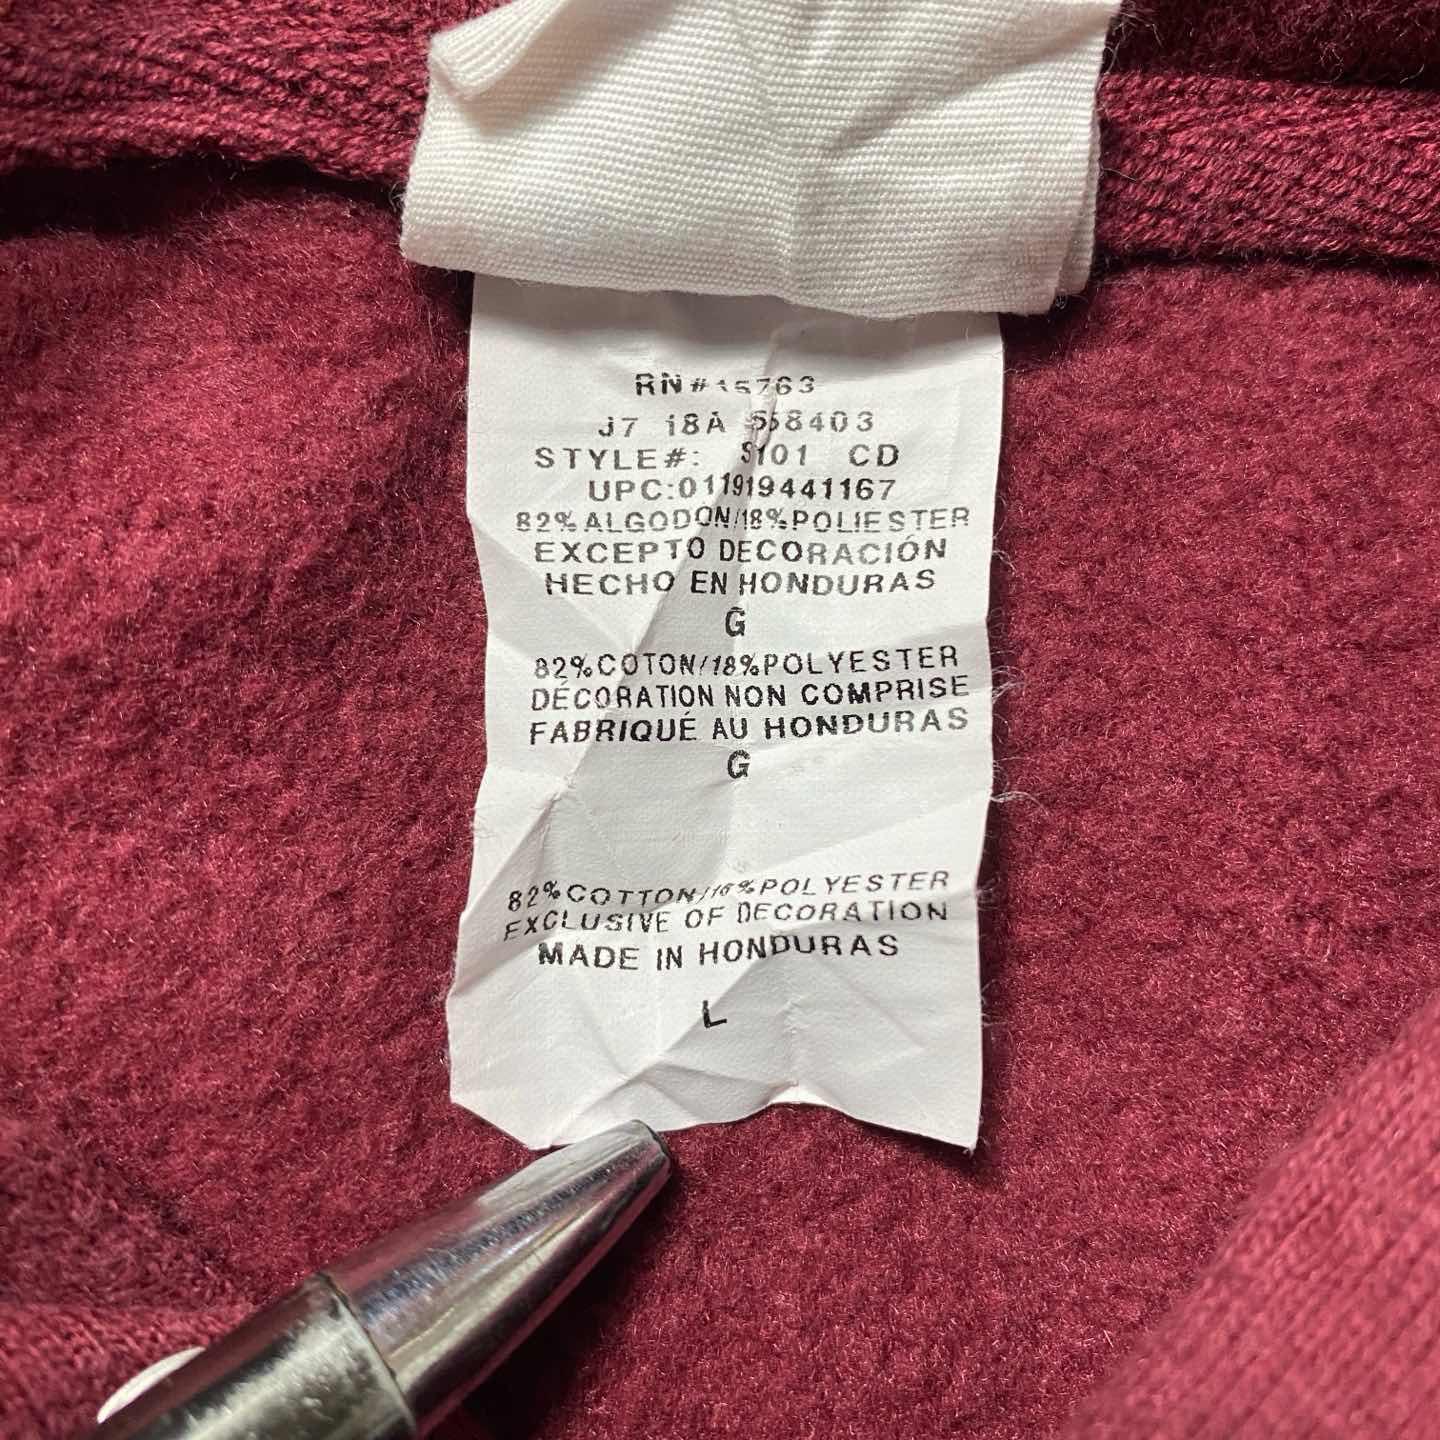 RN#15763
J7 18A 558403
STYLE#: S101 CD
UPC:011919441167
82%ALGODON/18%POLIESTER
EXCEPTO DECORACIÓN
HECHO EN HONDURAS
G
82%COTON/18%POLYESTER
DÉCORATION NON COMPRISE
FABRIQUÉ AU HONDURAS
G
82%COTTON/18%POLYESTER
EXCLUSIVE OF DECORATION
MADE IN HONDURAS
L